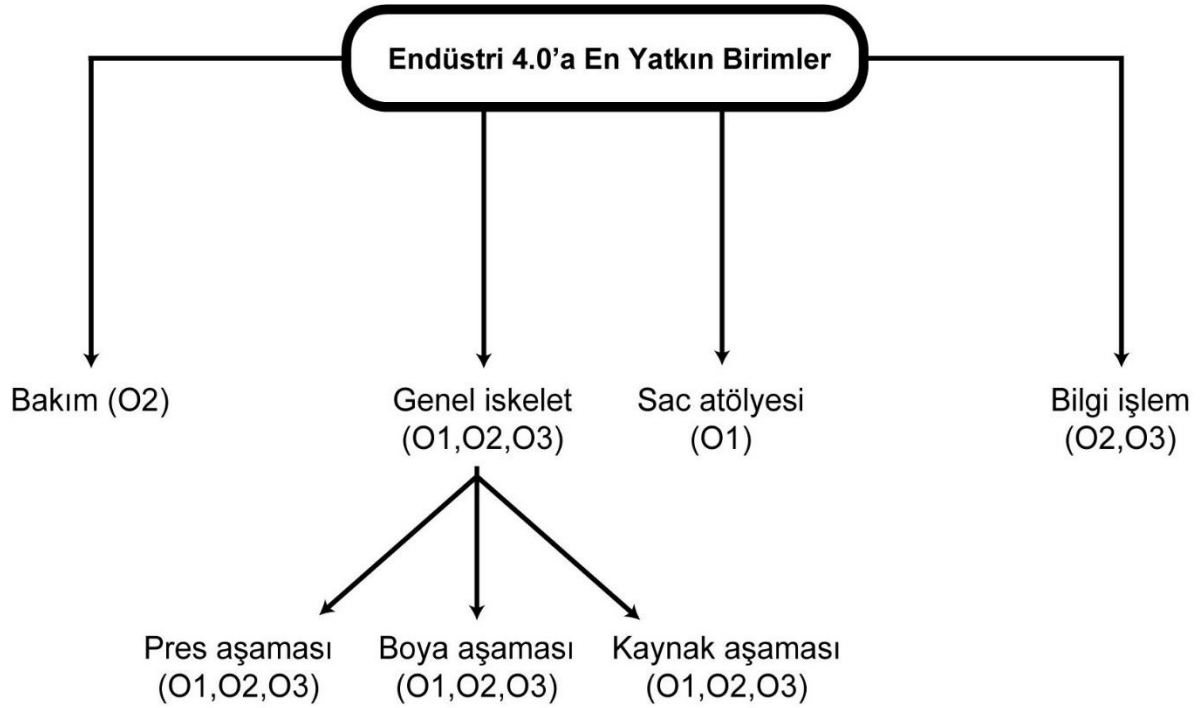 Endüstri 4.0’a En Yatkın Birimler
Bakım (O2)
Genel iskelet
(O1,O2,O3)
Sac atölyesi
(O1)
Bilgi işlem
(O2,O3)
Pres aşaması
(O1,O2,O3)
Boya aşaması
(O1,O2,O3)
Kaynak aşaması
(O1,O2,O3)